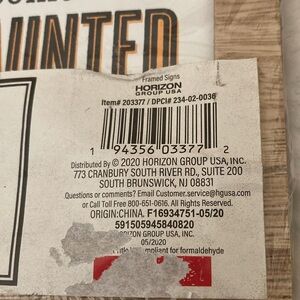 Framed Signs
HORIZON
GROUP USA
Item# 203377 / DPCI# 234-02-0036
1 94356 03377 2
Distributed By © 2020 HORIZON GROUP USA, INC.
773 CRANBURY SOUTH RIVER RD., SUITE 200
SOUTH BRUNSWICK, NJ 08831
Questions or comments? Email Customer.service@hgusa.com
or Call Toll Free 800-651-0616. All Rights Reserved.
ORIGIN:CHINA. F16934751-05/20
591505945840820
HORIZON GROUP USA, INC.
05/2020
compliant for formaldehyde